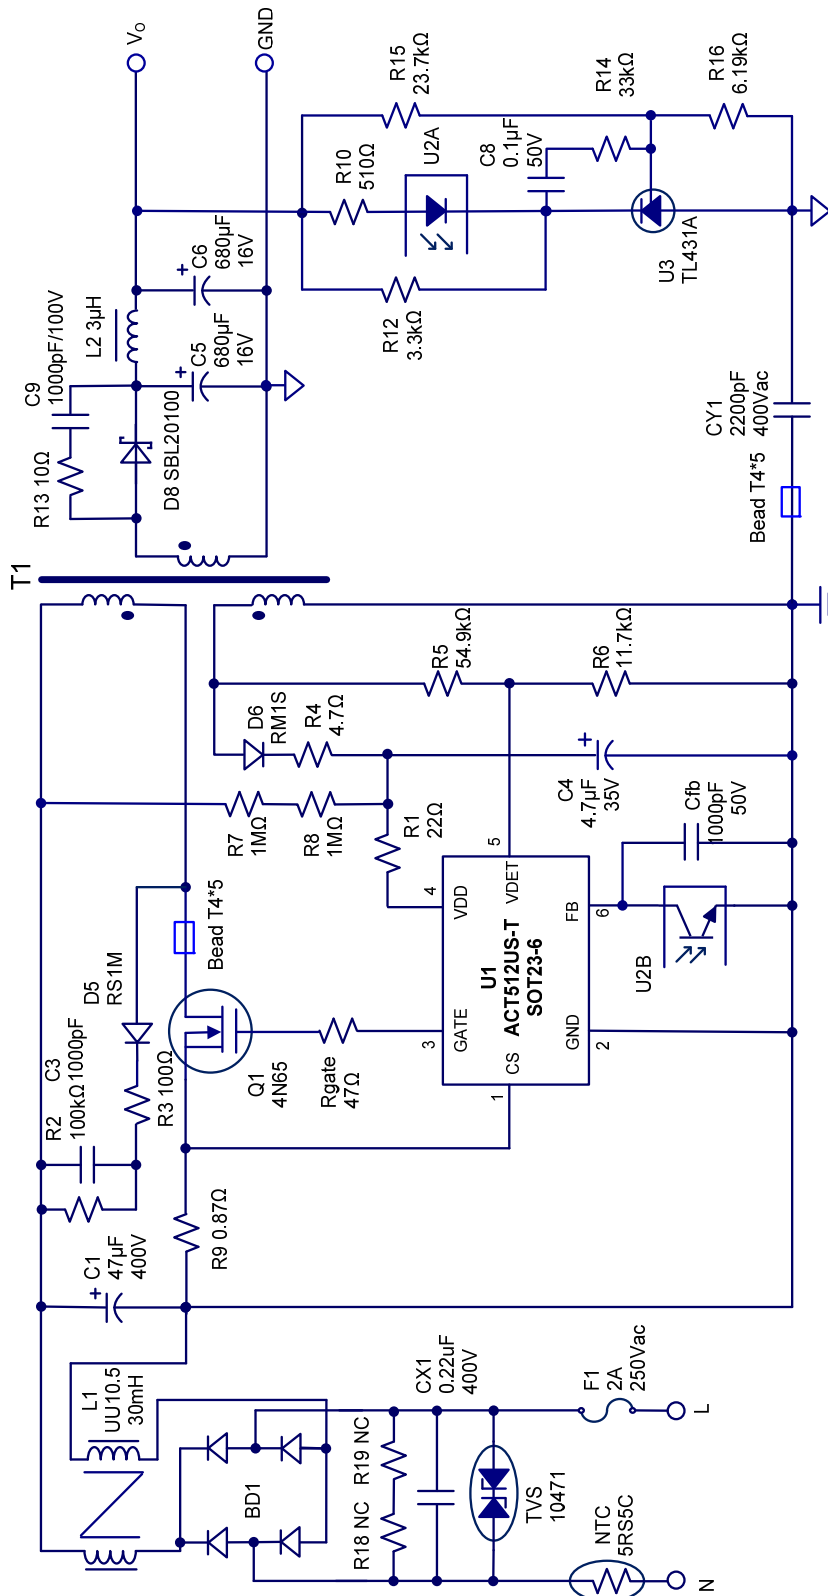 L
N
F1
2A
250Vac
NTC
5RS5C
TVS
10471
CX1
0.22uF
400V
R19 NC
R18 NC
BD1
L1
UU10.5
30mH
C1
47µF
400V
R2
100kΩ
C3
1000pF
R3 100Ω
D5
RS1M
R9 0.87Ω
Q1
4N65
Bead T4*5
Rgate
47Ω
R7
1MΩ
R8
1MΩ
D6
RM1S
R4
4.7Ω
R1
22Ω
R5
54.9kΩ
R6
11.7kΩ
C4
4.7µF
35V
Cfb
1000pF
50V
U1
ACT512US-T
SOT23-6
1
CS
2
GND
3
GATE
4
VDD
5
VDET
6
FB
U2B
T1
R13 10Ω
C9
1000pF/100V
D8 SBL20100
L2 3µH
C5
680µF
16V
C6
680µF
16V
VO
GND
R10
510Ω
R15
23.7kΩ
U2A
R12
3.3kΩ
C8
0.1µF
50V
R14
33kΩ
R16
6.19kΩ
U3
TL431A
CY1
2200pF
400Vac
Bead T4*5